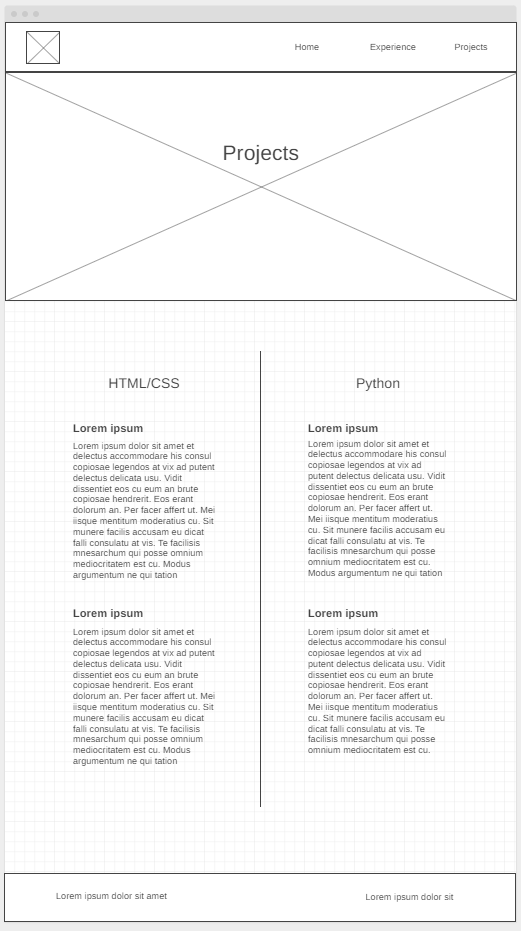 Home
Experience
Projects
Projects
HTML/CSS
Lorem ipsum
Lorem ipsum dolor sit amet et
delectus accommodare his consul
copiosae legendos at vix ad putent
delectus delicata usu. Vidit
dissentiet eos cu eum an brute
copiosae hendrerit. Eos erant
dolorum an. Per facer affert ut. Mei
iisque mentitum moderatius cu. Sit
munere facilis accusam eu dicat
falli consulatu at vis. Te facilisis
mnesarchum qui posse omnium
mediocritatem est cu. Modus
argumentum ne qui tation
Lorem ipsum
Lorem ipsum dolor sit amet et
delectus accommodare his consul
copiosae legendos at vix ad putent
delectus delicata usu. Vidit
dissentiet eos cu eum an brute
copiosae hendrerit. Eos erant
dolorum an. Per facer affert ut. Mei
iisque mentitum moderatius cu. Sit
munere facilis accusam eu dicat
falli consulatu at vis. Te facilisis
mnesarchum qui posse omnium
mediocritatem est cu. Modus
argumentum ne qui tation
Python
Lorem ipsum
Lorem ipsum dolor sit amet et
delectus accommodare his consul
copiosae legendos at vix ad
putent delectus delicata usu. Vidit
dissentiet eos cu eum an brute
copiosae hendrerit. Eos erant
dolorum an. Per facer affert ut.
Mei iisque mentitum moderatius
cu. Sit munere facilis accusam eu
dicat falli consulatu at vis. Te
facilisis mnesarchum qui posse
omnium mediocritatem est cu.
Modus argumentum ne qui tation
Lorem ipsum
Lorem ipsum dolor sit amet et
delectus accommodare his consul
copiosae legendos at vix ad
putent delectus delicata usu. Vidit
dissentiet eos cu eum an brute
copiosae hendrerit. Eos erant
dolorum an. Per facer affert ut.
Mei iisque mentitum moderatius
cu. Sit munere facilis accusam eu
dicat falli consulatu at vis. Te
facilisis mnesarchum qui posse
omnium mediocritatem est cu.
Lorem ipsum dolor sit amet
Lorem ipsum dolor sit